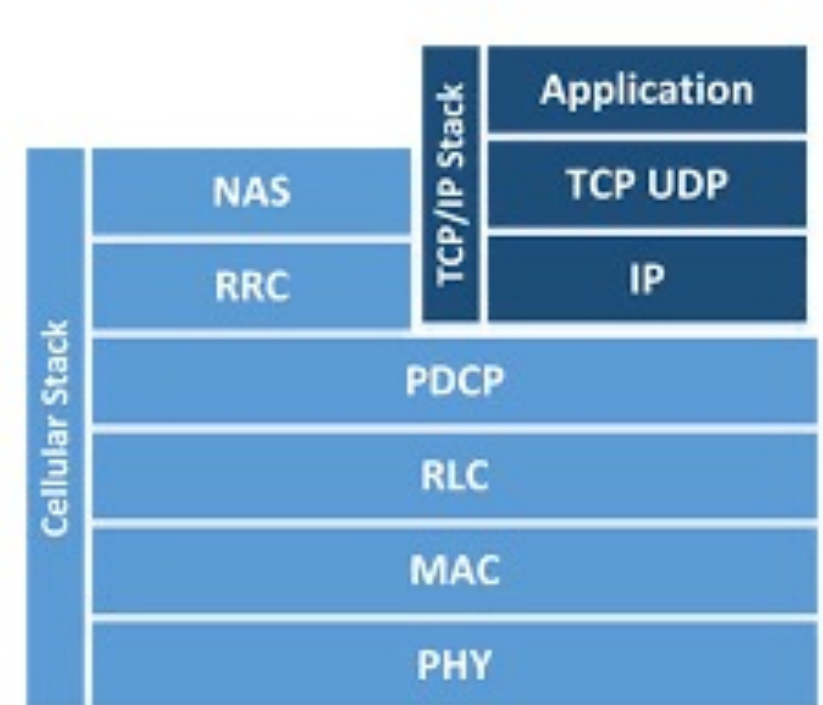 Cellular Stack
NAS
RRC
TCP/IP Stack
Application
TCP UDP
IP
PDCP
RLC
MAC
PHY